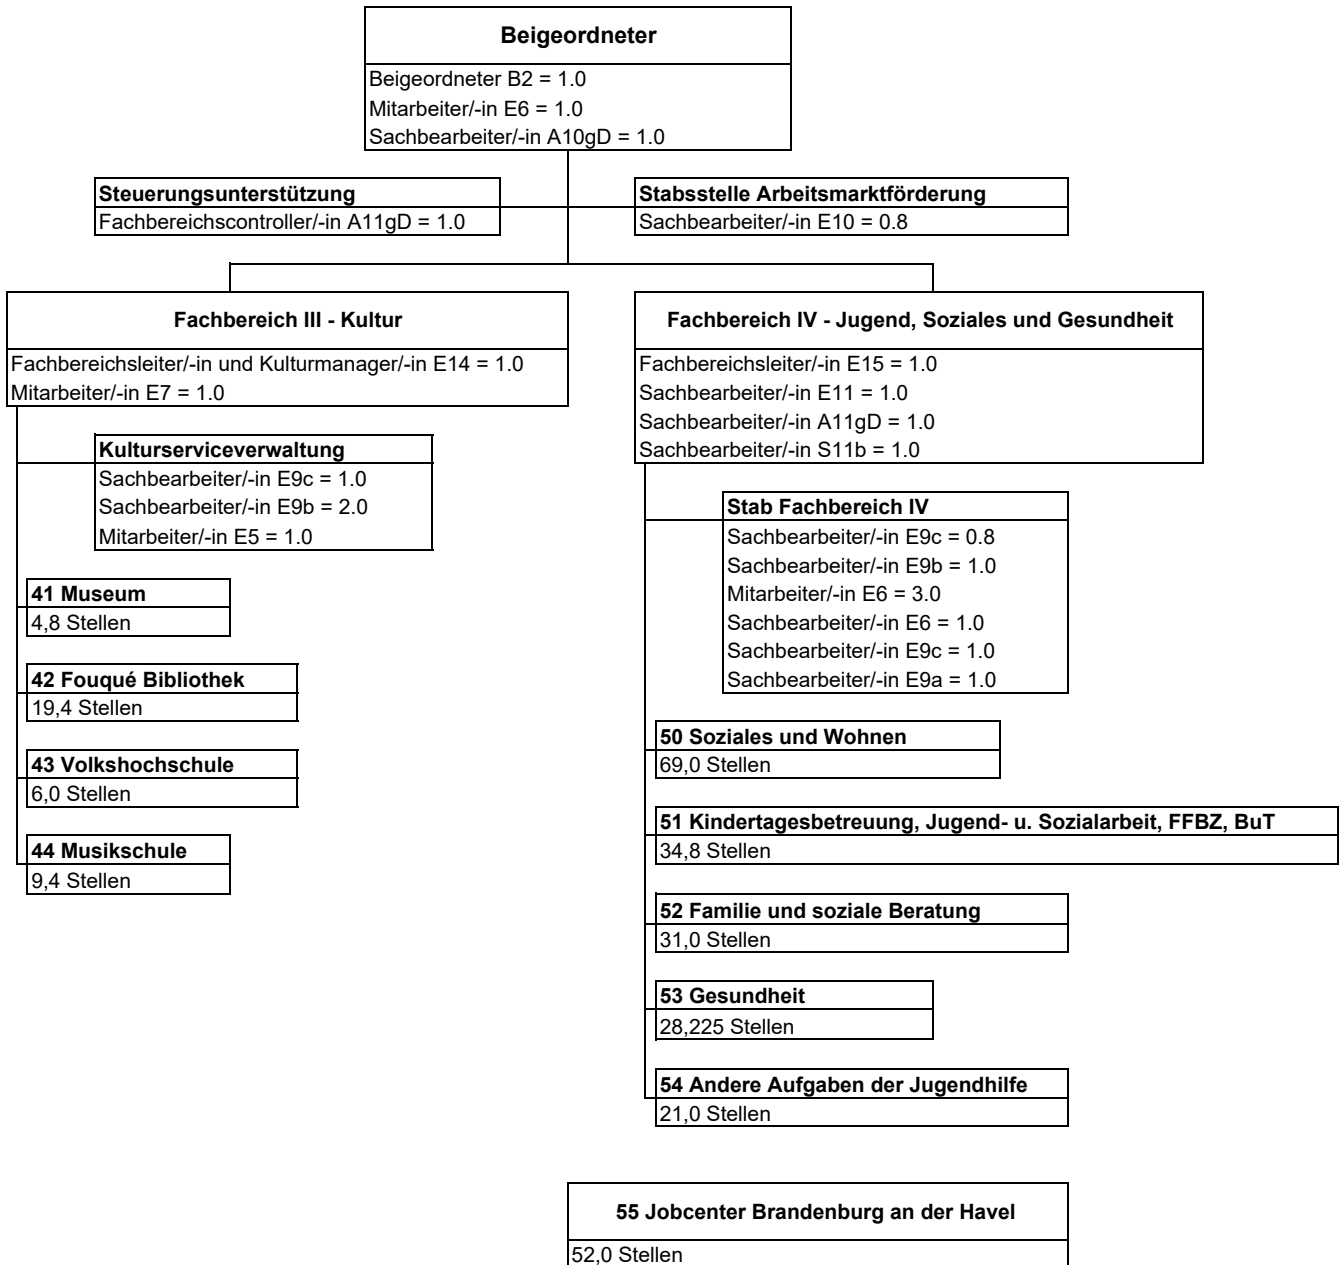 Beigeordneter
Beigeordneter B2 = 1.0
Mitarbeiter/-in E6 = 1.0
Sachbearbeiter/-in A10gD = 1.0
Steuerungsunterstützung
Fachbereichscontroller/-in A11gD = 1.0
Stabsstelle Arbeitsmarktförderung
Sachbearbeiter/-in E10 = 0.8
Fachbereich III - Kultur
Fachbereichsleiter/-in und Kulturmanager/-in E14 = 1.0
Mitarbeiter/-in E7 = 1.0
Kulturserviceverwaltung
Sachbearbeiter/-in E9c = 1.0
Sachbearbeiter/-in E9b = 2.0
Mitarbeiter/-in E5 = 1.0
41 Museum
4,8 Stellen
42 Fouqué Bibliothek
19,4 Stellen
43 Volkshochschule
6,0 Stellen
44 Musikschule
9,4 Stellen
Fachbereich IV - Jugend, Soziales und Gesundheit
Fachbereichsleiter/-in E15 = 1.0
Sachbearbeiter/-in E11 = 1.0
Sachbearbeiter/-in A11gD = 1.0
Sachbearbeiter/-in S11b = 1.0
Stab Fachbereich IV
Sachbearbeiter/-in E9c = 0.8
Sachbearbeiter/-in E9b = 1.0
Mitarbeiter/-in E6 = 3.0
Sachbearbeiter/-in E6 = 1.0
Sachbearbeiter/-in E9c = 1.0
Sachbearbeiter/-in E9a = 1.0
50 Soziales und Wohnen
69,0 Stellen
51 Kindertagesbetreuung, Jugend- u. Sozialarbeit, FFBZ, BuT
34,8 Stellen
52 Familie und soziale Beratung
31,0 Stellen
53 Gesundheit
28,225 Stellen
54 Andere Aufgaben der Jugendhilfe
21,0 Stellen
55 Jobcenter Brandenburg an der Havel
52,0 Stellen